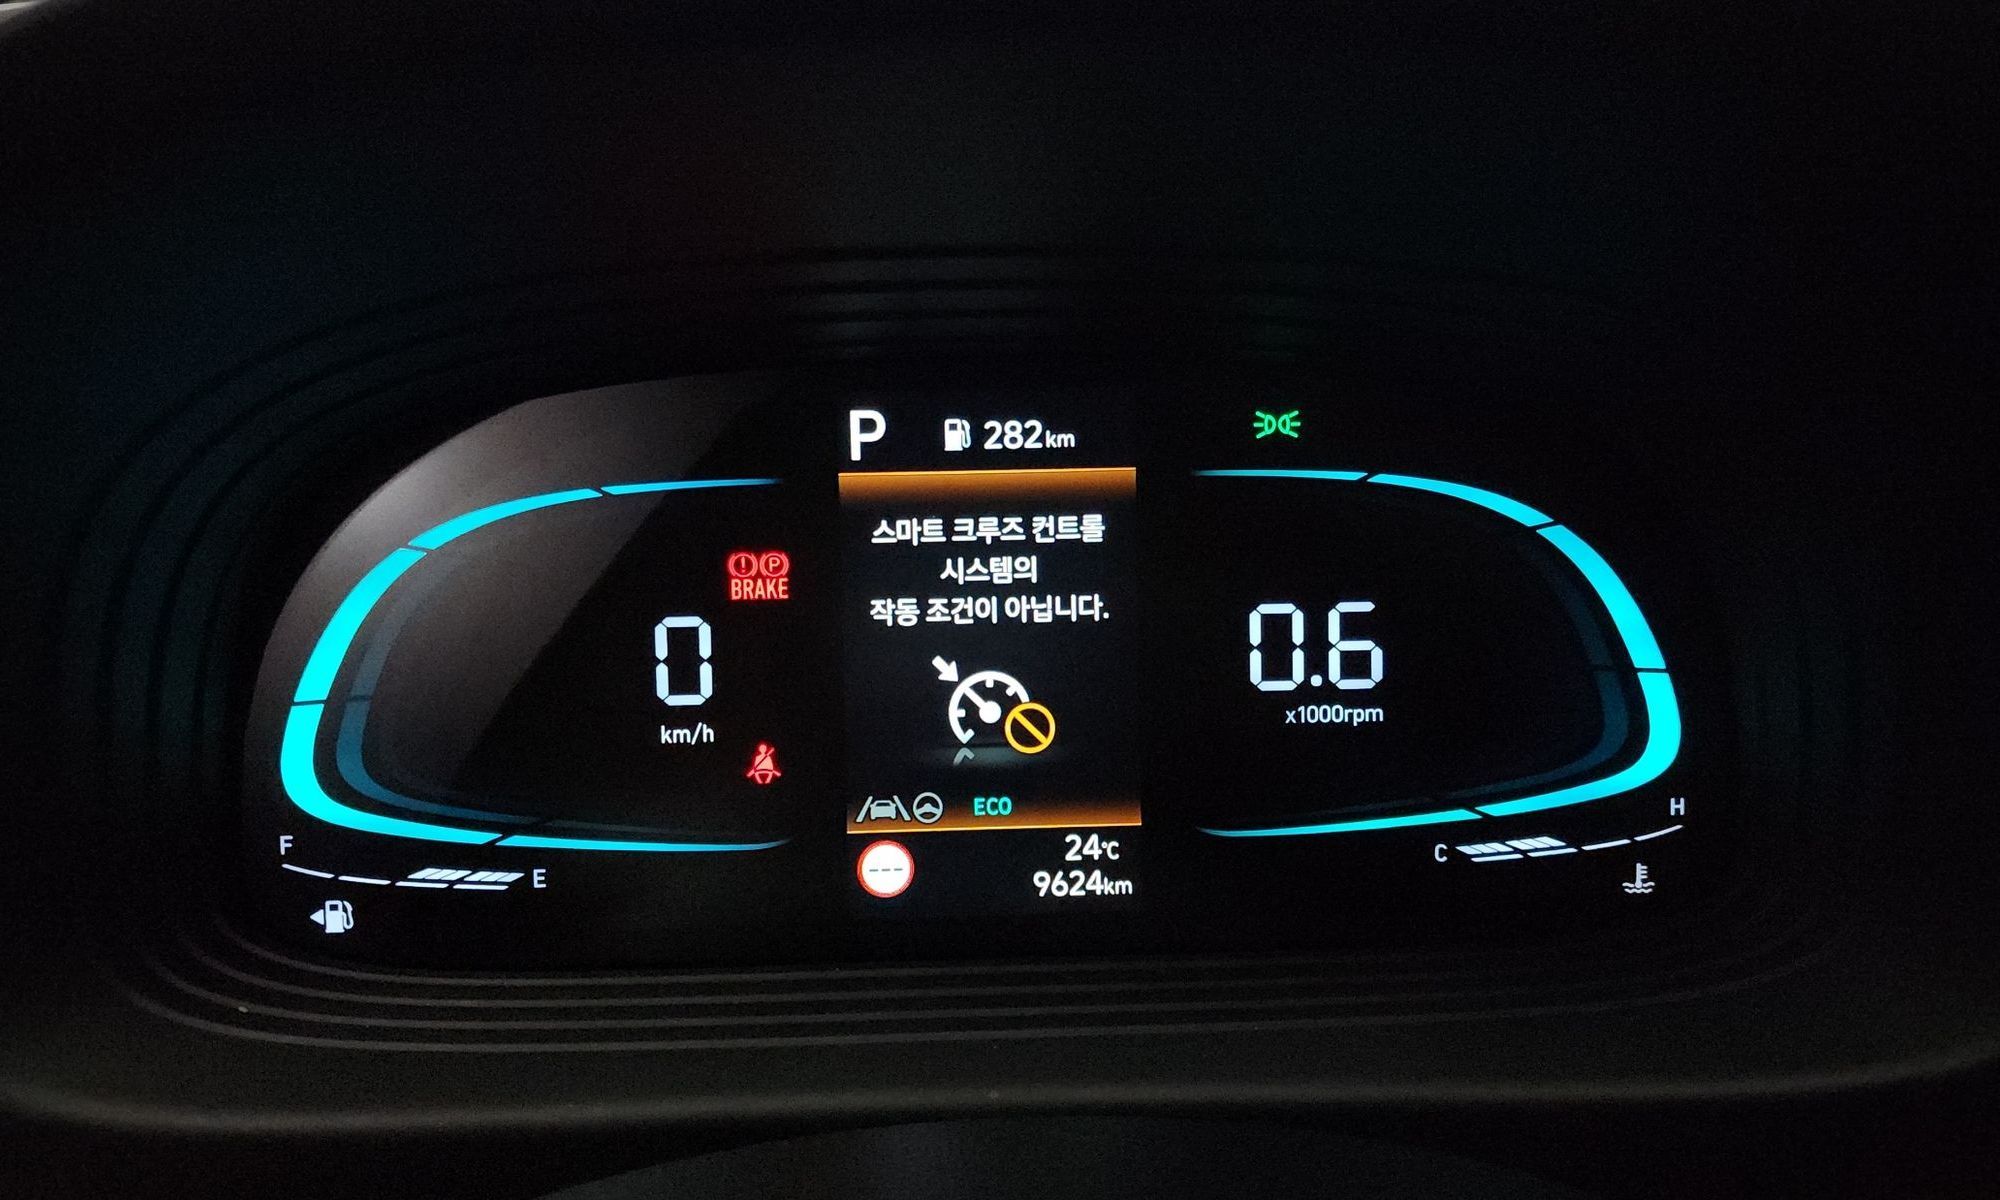 P 282km
스마트 크루즈 컨트롤
시스템의
작동 조건이 아닙니다.
(!) (P)
BRAKE
0
km/h
0.6
x1000rpm
ECO
F
E
---
24℃
9624km
C
H